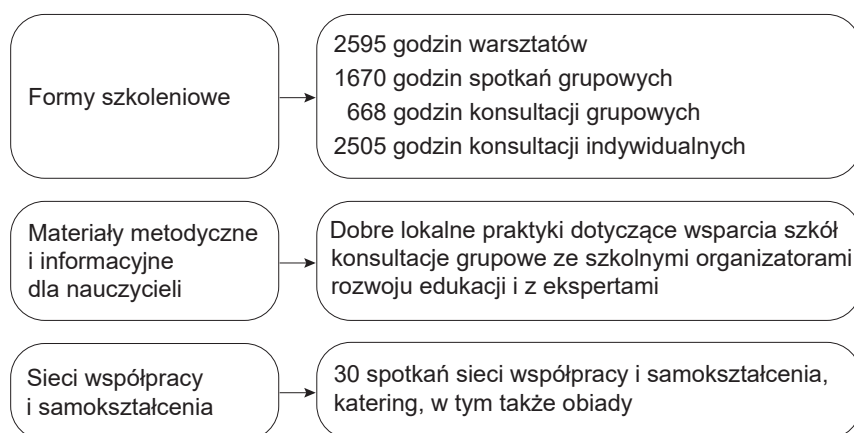 Formy szkoleniowe
2595 godzin warsztatów
1670 godzin spotkań grupowych
668 godzin konsultacji grupowych
2505 godzin konsultacji indywidualnych
Materiały metodyczne
i informacyjne
dla nauczycieli
Dobre lokalne praktyki dotyczące wsparcia szkół
konsultacje grupowe ze szkolnymi organizatorami
rozwoju edukacji i z ekspertami
Sieci współpracy
i samokształcenia
30 spotkań sieci współpracy i samokształcenia,
katering, w tym także obiady